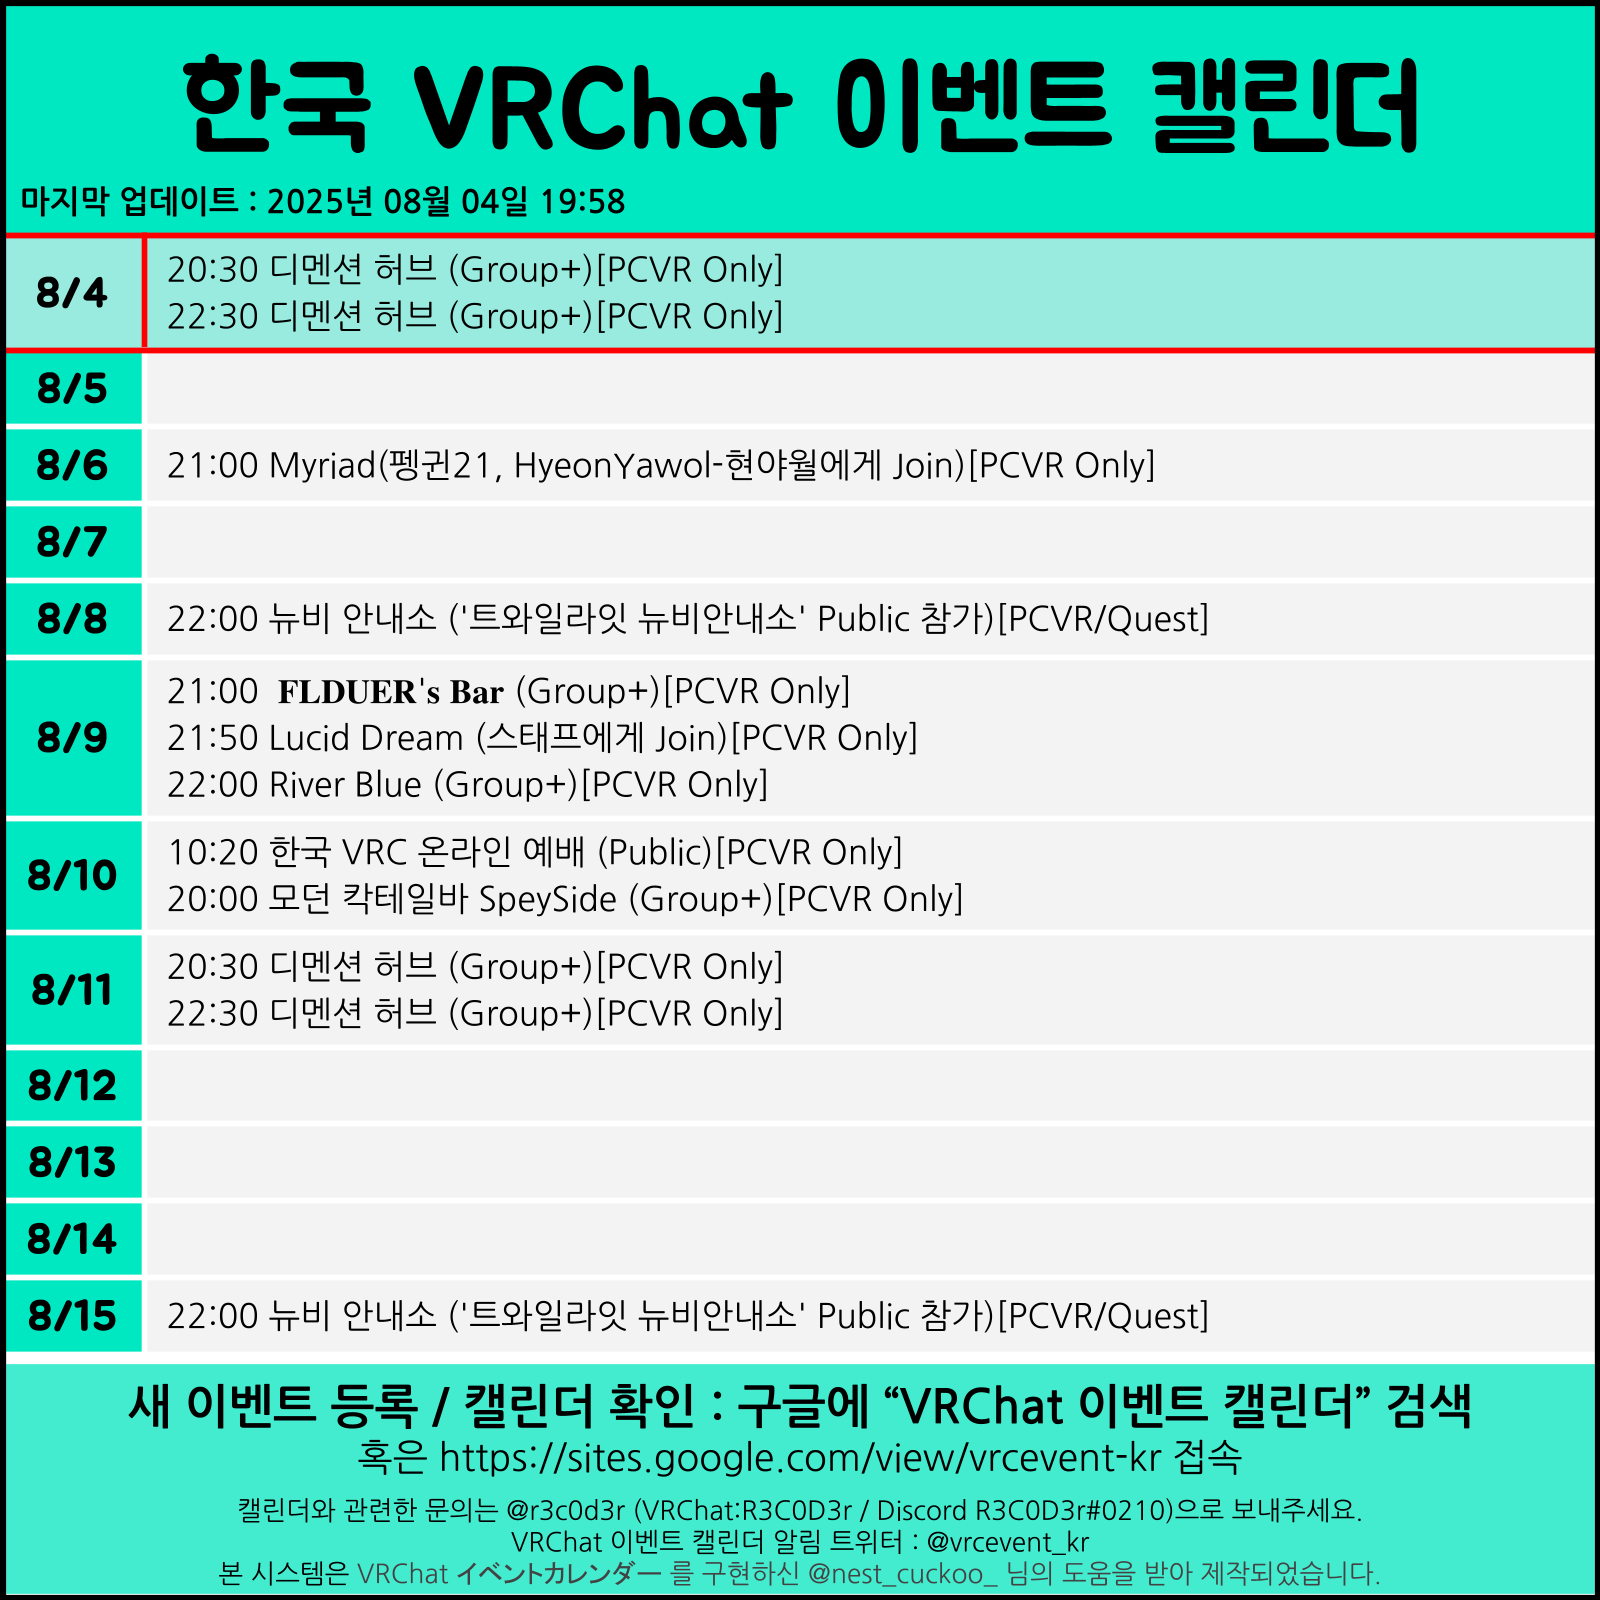 한국 VRChat 이벤트 캘린더
마지막 업데이트 : 2025년 08월 04일 19:58
8/4
20:30 디멘션 허브 (Group+)[PCVR Only]
22:30 디멘션 허브 (Group+)[PCVR Only]
8/5
8/6
21:00 Myriad(펭귄21, HyeonYawol-현야월에게 Join)[PCVR Only]
8/7
8/8
22:00 뉴비 안내소 ('트와일라잇 뉴비안내소' Public 참가)[PCVR/Quest]
8/9
21:00 FLDUER's Bar (Group+)[PCVR Only]
21:50 Lucid Dream (스태프에게 Join)[PCVR Only]
22:00 River Blue (Group+)[PCVR Only]
8/10
10:20 한국 VRC 온라인 예배 (Public)[PCVR Only]
20:00 모던 칵테일바 SpeySide (Group+)[PCVR Only]
8/11
20:30 디멘션 허브 (Group+)[PCVR Only]
22:30 디멘션 허브 (Group+)[PCVR Only]
8/12
8/13
8/14
8/15
22:00 뉴비 안내소 ('트와일라잇 뉴비안내소' Public 참가)[PCVR/Quest]
새 이벤트 등록 / 캘린더 확인 : 구글에 “VRChat 이벤트 캘린더” 검색
혹은 https://sites.google.com/view/vrcevent-kr 접속
캘린더와 관련한 문의는 @r3c0d3r (VRChat:R3C0D3r / Discord R3C0D3r#0210)으로 보내주세요.
VRChat 이벤트 캘린더 알림 트위터 : @vrcevent_kr
본 시스템은 VRChat イベントカレンダー 를 구현하신 @nest_cuckoo_ 님의 도움을 받아 제작되었습니다.